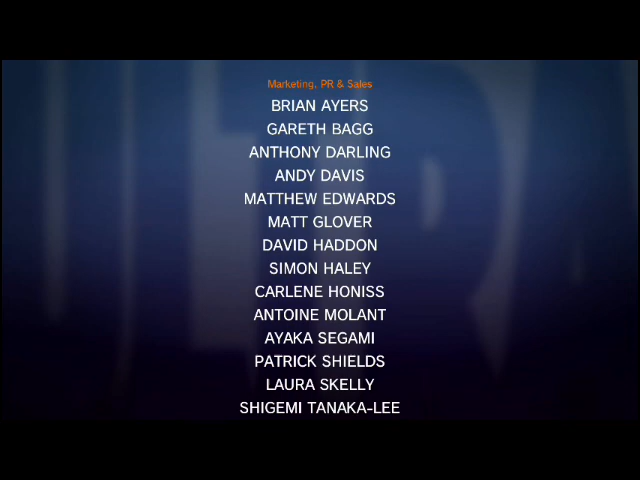 Marketing, PR & Sales
BRIAN AYERS
GARETH BAGG
ANTHONY DARLING
ANDY DAVIS
MATTHEW EDWARDS
MATT GLOVER
DAVID HADDON
SIMON HALEY
CARLENE HONISS
ANTOINE MOLANT
AYAKA SEGAMI
PATRICK SHIELDS
LAURA SKELLY
SHIGEMI TANAKA-LEE